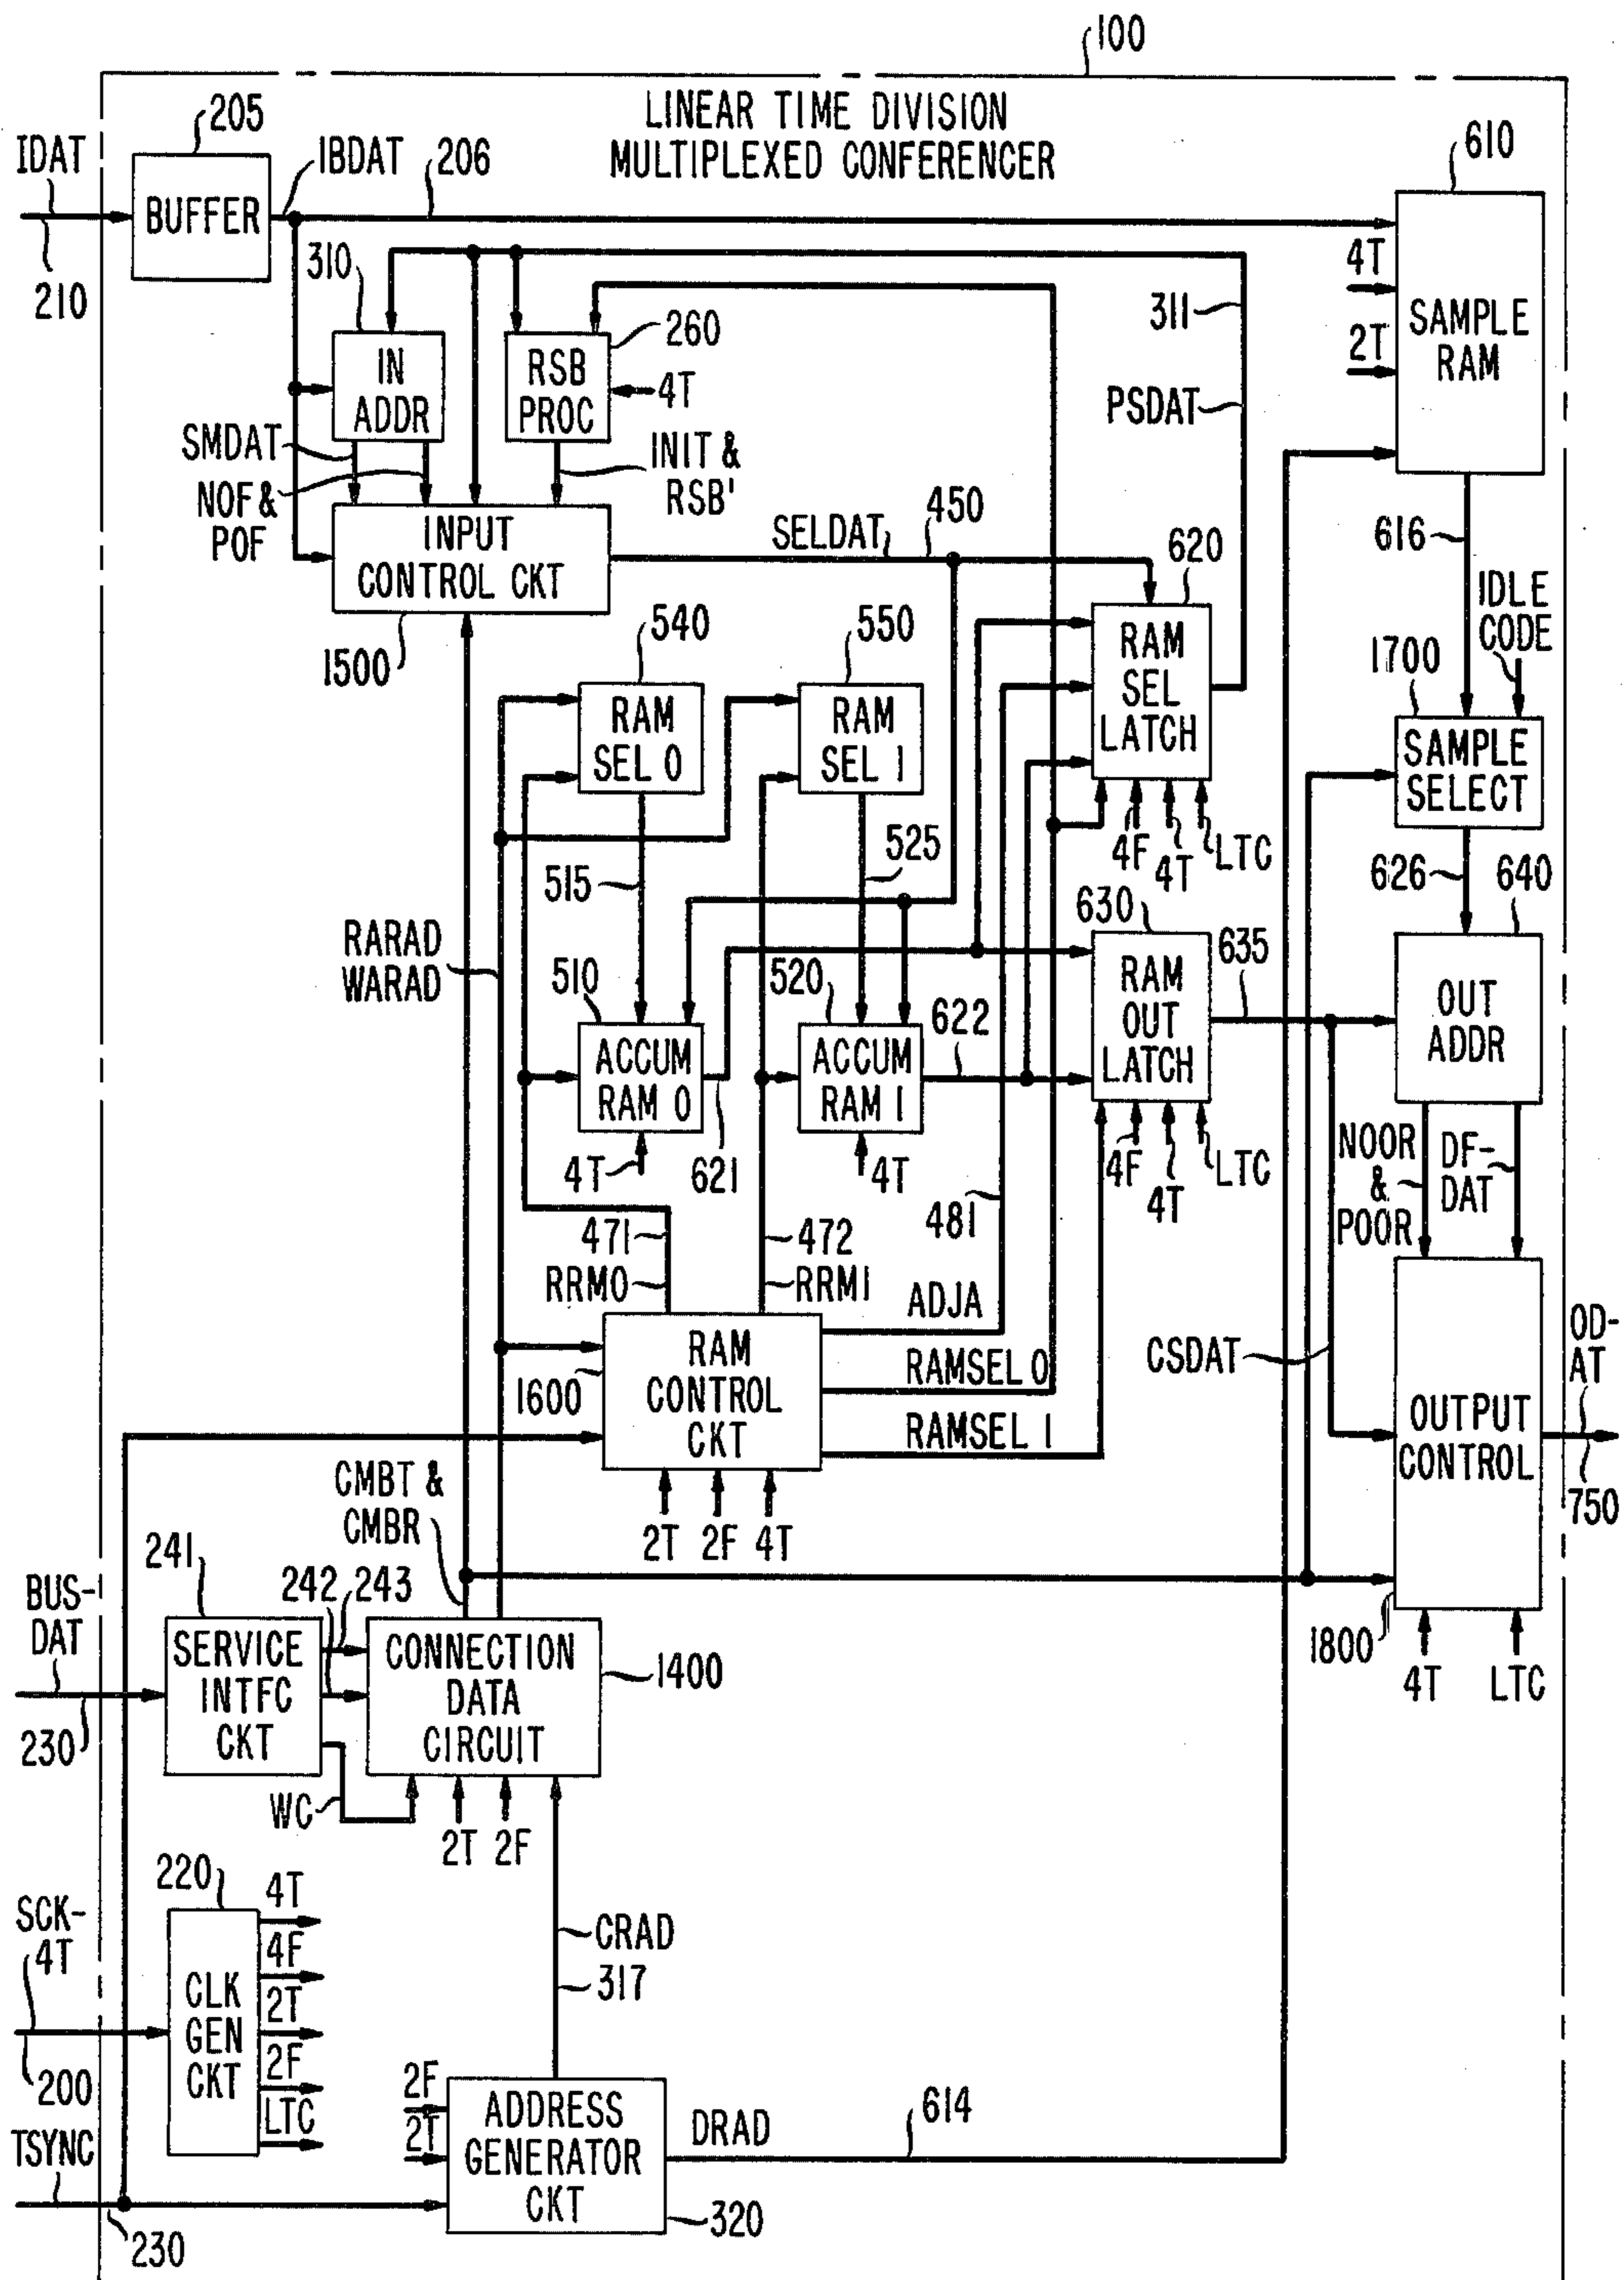 100
LINEAR TIME DIVISION
MULTIPLEXED CONFERENCER
205
IDAT
BUFFER
IBDAT
206
210
610
4T
2T
SAMPLE
RAM
310
IN
ADDR
260
RSB
PROC
4T
311
PSDAT
SMDAT
NOF &
POF
INIT &
RSB'
INPUT
CONTROL CKT
1500
SELDAT
450
620
RAM
SEL
LATCH
4F
4T
LTC
616
IDLE
CODE
1700
SAMPLE
SELECT
540
RAM
SEL 0
550
RAM
SEL 1
515
525
626
640
OUT
ADDR
RARAD
WARAD
510
ACCUM
RAM 0
4T
621
520
ACCUM
RAM 1
4T
622
630
RAM
OUT
LATCH
635
4F
4T
LTC
NOOR
&
POOR
DF-
DAT
471
RRM0
472
RRM1
481
ADJA
RAMSEL 0
RAMSEL 1
1600
RAM
CONTROL
CKT
2T
2F
4T
CSDAT
OD-
AT
OUTPUT
CONTROL
750
1800
4T
LTC
CMBT &
CMBR
241
BUS-
DAT
SERVICE
INTFC
CKT
230
242
243
CONNECTION
DATA
CIRCUIT
1400
WC
2T
2F
220
SCK-
4T
200
CLK
GEN
CKT
4T
4F
2T
2F
LTC
CRAD
317
TSYNC
230
2F
2T
ADDRESS
GENERATOR
CKT
320
DRAD
614